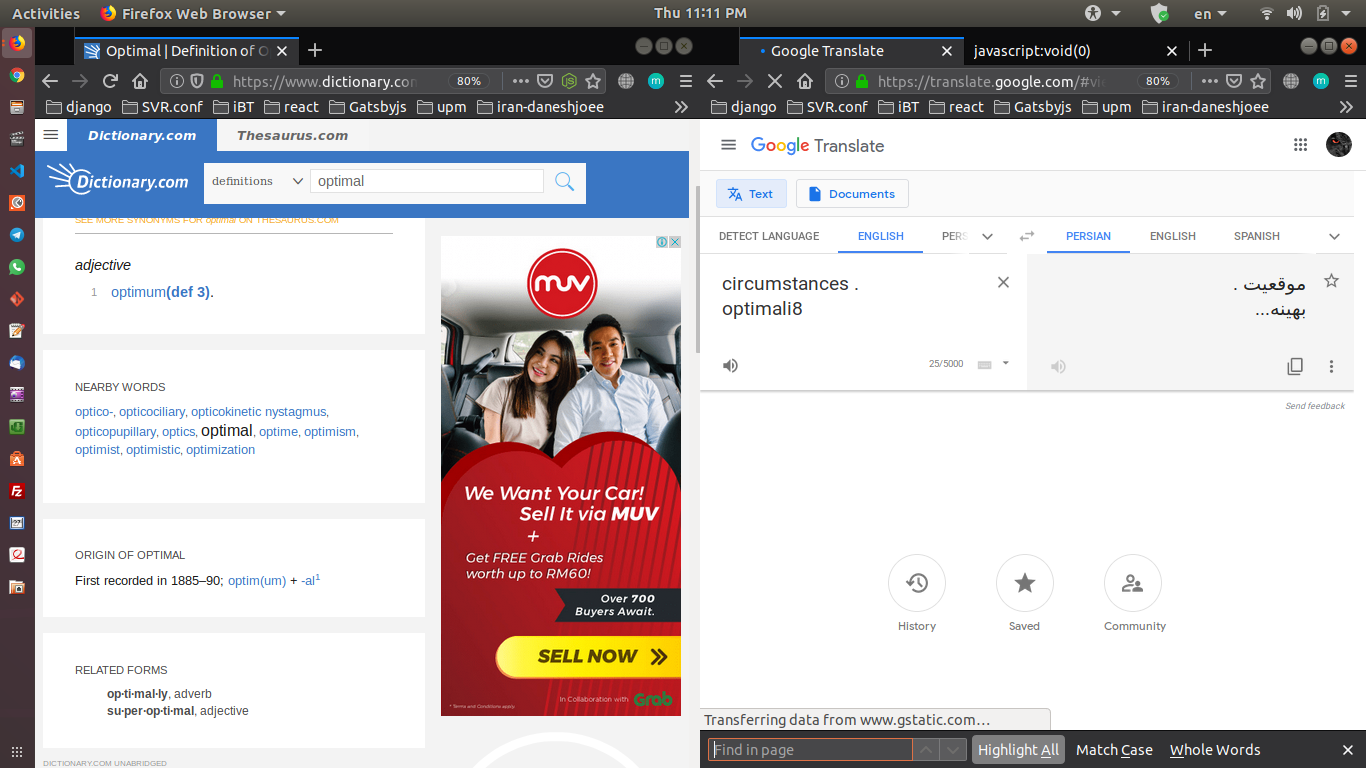 Activities Firefox Web Browser Thu 11:11 PM en
Optimal | Definition of O
Google Translate javascript:void(0)
https://www.dictionary.con 80%
https://translate.google.com/#vi 80%
django SVR.conf iBT react Gatsbyjs upm iran-daneshjoee
django SVR.conf iBT react Gatsbyjs upm iran-daneshjoee
Dictionary.com Thesaurus.com
Dictionary.com definitions optimal
SEE MORE SYNONYMS FOR optimal ON THESAURUS.COM
adjective
1 optimum(def 3).
NEARBY WORDS
optico-, opticociliary, opticokinetic nystagmus,
opticopupillary, optics, optimal, optime, optimism,
optimist, optimistic, optimization
ORIGIN OF OPTIMAL
First recorded in 1885–90; optim(um) + -al1
RELATED FORMS
op·ti·mal·ly, adverb
su·per·op·ti·mal, adjective
DICTIONARY.COM UNABRIDGED
muv
We Want Your Car!
Sell It via MUV
+
Get FREE Grab Rides
worth up to RM60!
Over 700
Buyers Await.
SELL NOW
In Collaboration with Grab
* Terms and Conditions apply.
Google Translate
Text Documents
DETECT LANGUAGE ENGLISH PERS PERSIAN ENGLISH SPANISH
circumstances .
optimali8
موقعیت .
بهینه...
25/5000
Send feedback
History Saved Community
Transferring data from www.gstatic.com…
Find in page Highlight All Match Case Whole Words